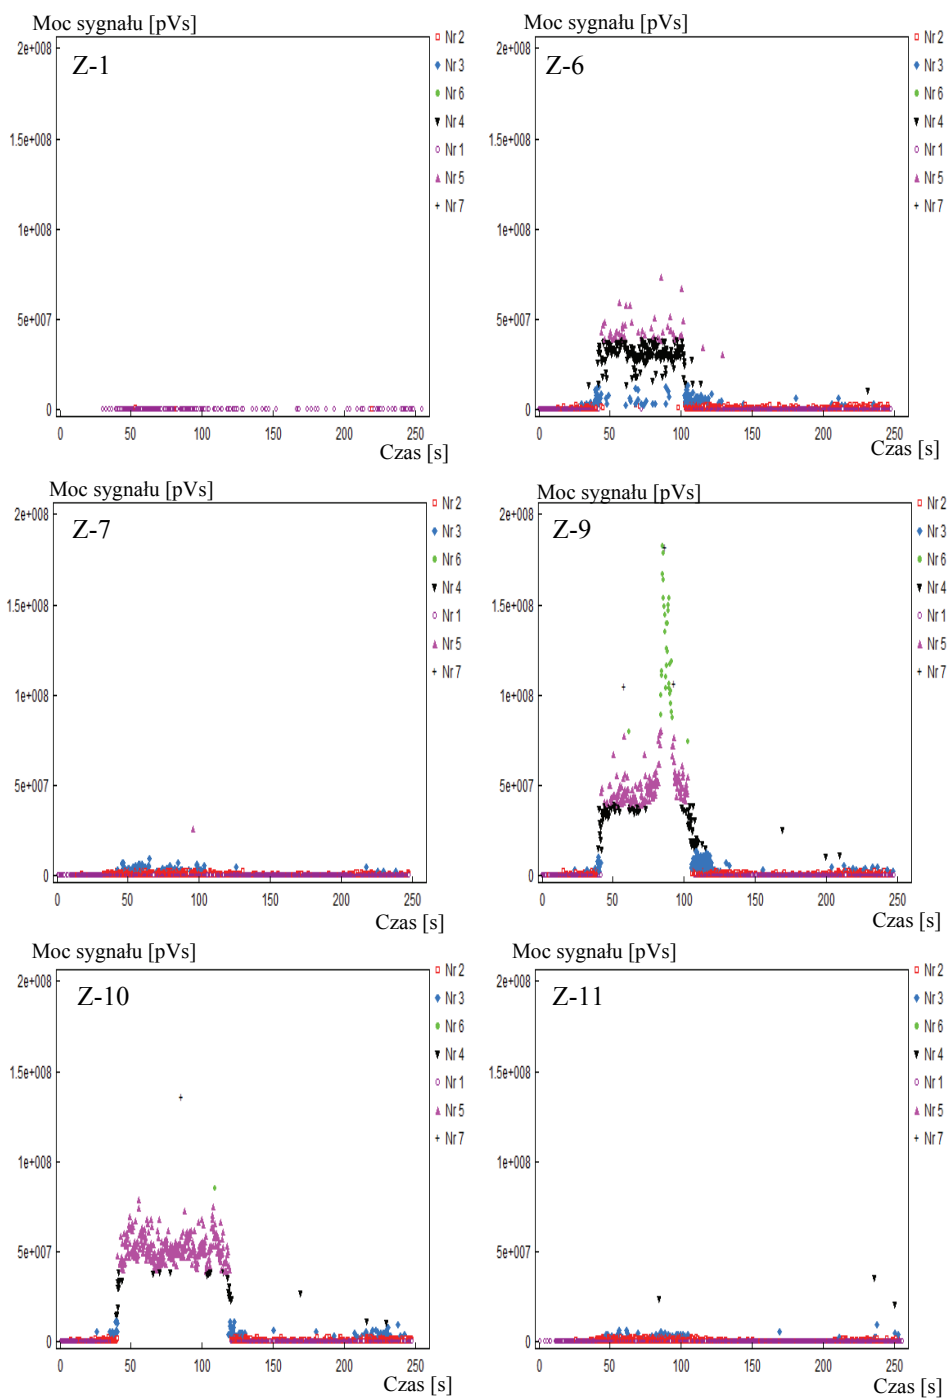 Moc sygnału [pVs]
Z-1
2e+008
1.5e+008
1e+008
5e+007
0
0 50 100 150 200 250
Czas [s]
Nr 2
Nr 3
Nr 6
Nr 4
Nr 1
Nr 5
Nr 7
Moc sygnału [pVs]
Z-6
2e+008
1.5e+008
1e+008
5e+007
0
0 50 100 150 200 250
Czas [s]
Nr 2
Nr 3
Nr 6
Nr 4
Nr 1
Nr 5
Nr 7
Moc sygnału [pVs]
Z-7
2e+008
1.5e+008
1e+008
5e+007
0
0 50 100 150 200 250
Czas [s]
Nr 2
Nr 3
Nr 6
Nr 4
Nr 1
Nr 5
Nr 7
Moc sygnału [pVs]
Z-9
2e+008
1.5e+008
1e+008
5e+007
0
0 50 100 150 200 250
Czas [s]
Nr 2
Nr 3
Nr 6
Nr 4
Nr 1
Nr 5
Nr 7
Moc sygnału [pVs]
Z-10
2e+008
1.5e+008
1e+008
5e+007
0
0 50 100 150 200 250
Czas [s]
Nr 2
Nr 3
Nr 6
Nr 4
Nr 1
Nr 5
Nr 7
Moc sygnału [pVs]
Z-11
2e+008
1.5e+008
1e+008
5e+007
0
0 50 100 150 200 250
Czas [s]
Nr 2
Nr 3
Nr 6
Nr 4
Nr 1
Nr 5
Nr 7